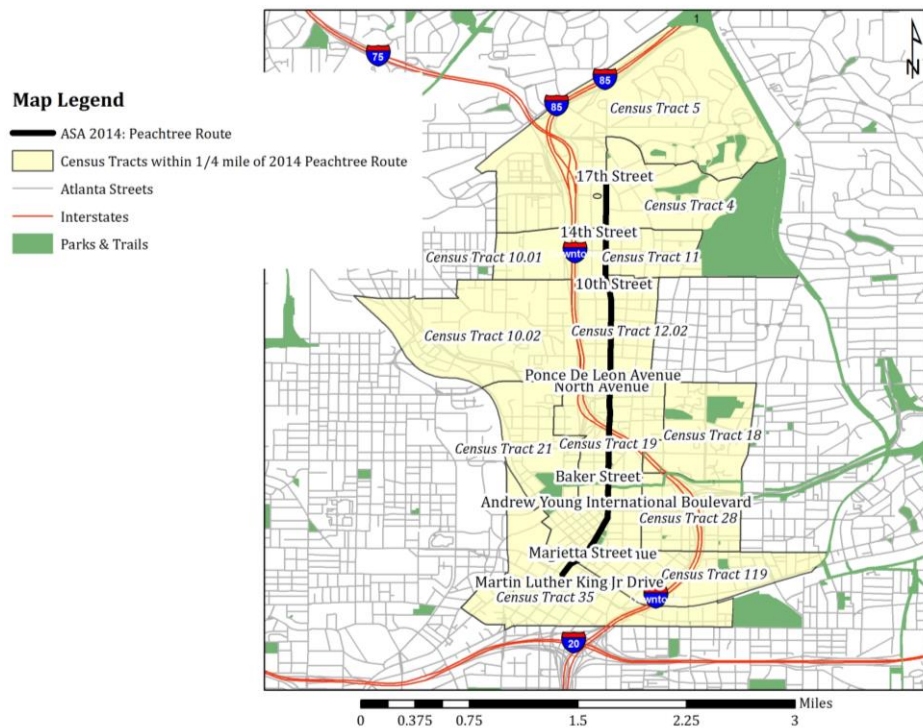 1
N
75
85
85
Map Legend
ASA 2014: Peachtree Route
Census Tracts within 1/4 mile of 2014 Peachtree Route
Atlanta Streets
Interstates
Parks & Trails
Census Tract 5
17th Street
Census Tract 4
14th Street
wnto
Census Tract 10.01
Census Tract 11
10th Street
Census Tract 10.02
Census Tract 12.02
Ponce De Leon Avenue
North Avenue
Census Tract 21
Census Tract 19
Census Tract 18
Baker Street
Andrew Young International Boulevard
Census Tract 28
Marietta Street
nue
Martin Luther King Jr Drive
Census Tract 119
Census Tract 35
wnto
20
Miles
0 0.375 0.75 1.5 2.25 3